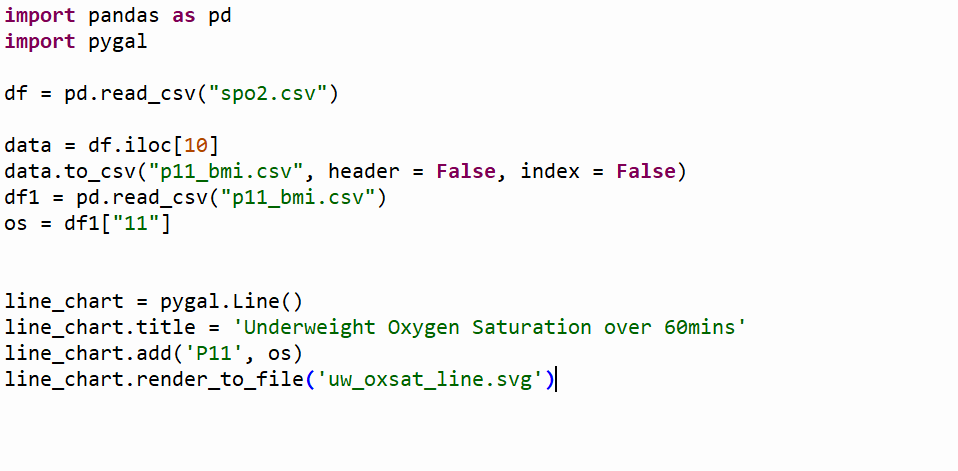 import pandas as pd
import pygal
df = pd.read_csv("spo2.csv")
data = df.iloc[10]
data.to_csv("p11_bmi.csv", header = False, index = False)
df1 = pd.read_csv("p11_bmi.csv")
os = df1["11"]
line_chart = pygal.Line()
line_chart.title = 'Underweight Oxygen Saturation over 60mins'
line_chart.add('P11', os)
line_chart.render_to_file('uw_oxsat_line.svg')